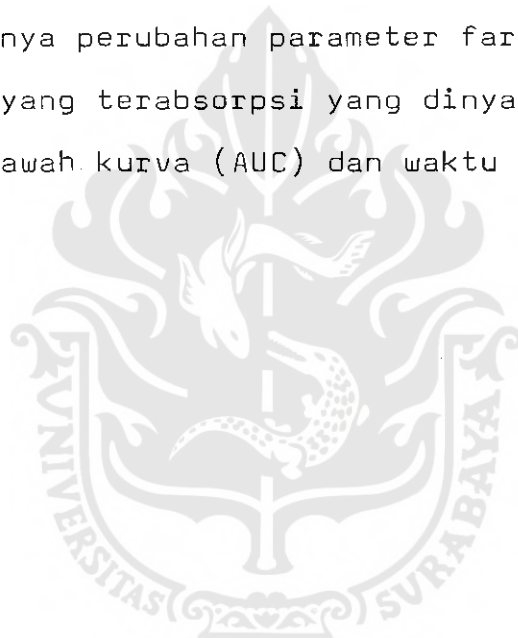 nya perubahan parameter far
yang terabsorpsi yang dinya
awah kurva (AUC) dan waktu
UNIVERSITAS SURABAYA